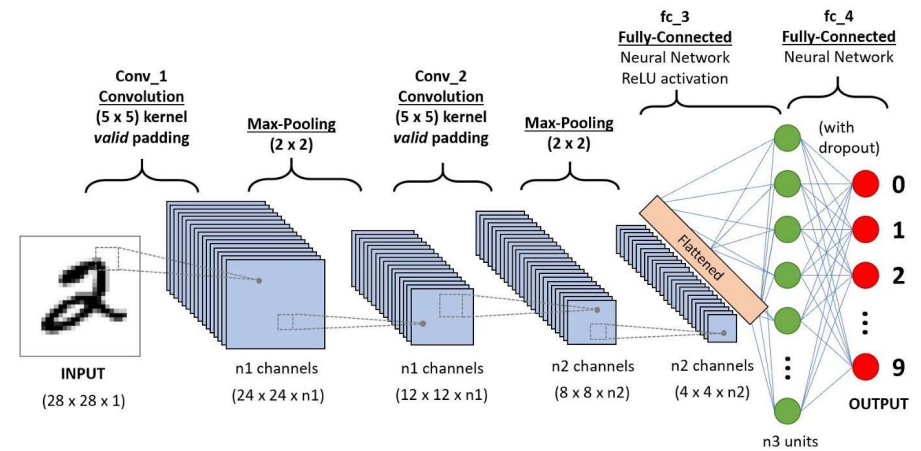 fc_3
Fully-Connected
Neural Network
ReLU activation
fc_4
Fully-Connected
Neural Network
Conv_1
Convolution
(5 x 5) kernel
valid padding
Max-Pooling
(2 x 2)
Conv_2
Convolution
(5 x 5) kernel
valid padding
Max-Pooling
(2 x 2)
(with
dropout)
Flattened
0
1
2
9
OUTPUT
INPUT
(28 x 28 x 1)
n1 channels
(24 x 24 x n1)
n1 channels
(12 x 12 x n1)
n2 channels
(8 x 8 x n2)
n2 channels
(4 x 4 x n2)
n3 units
2